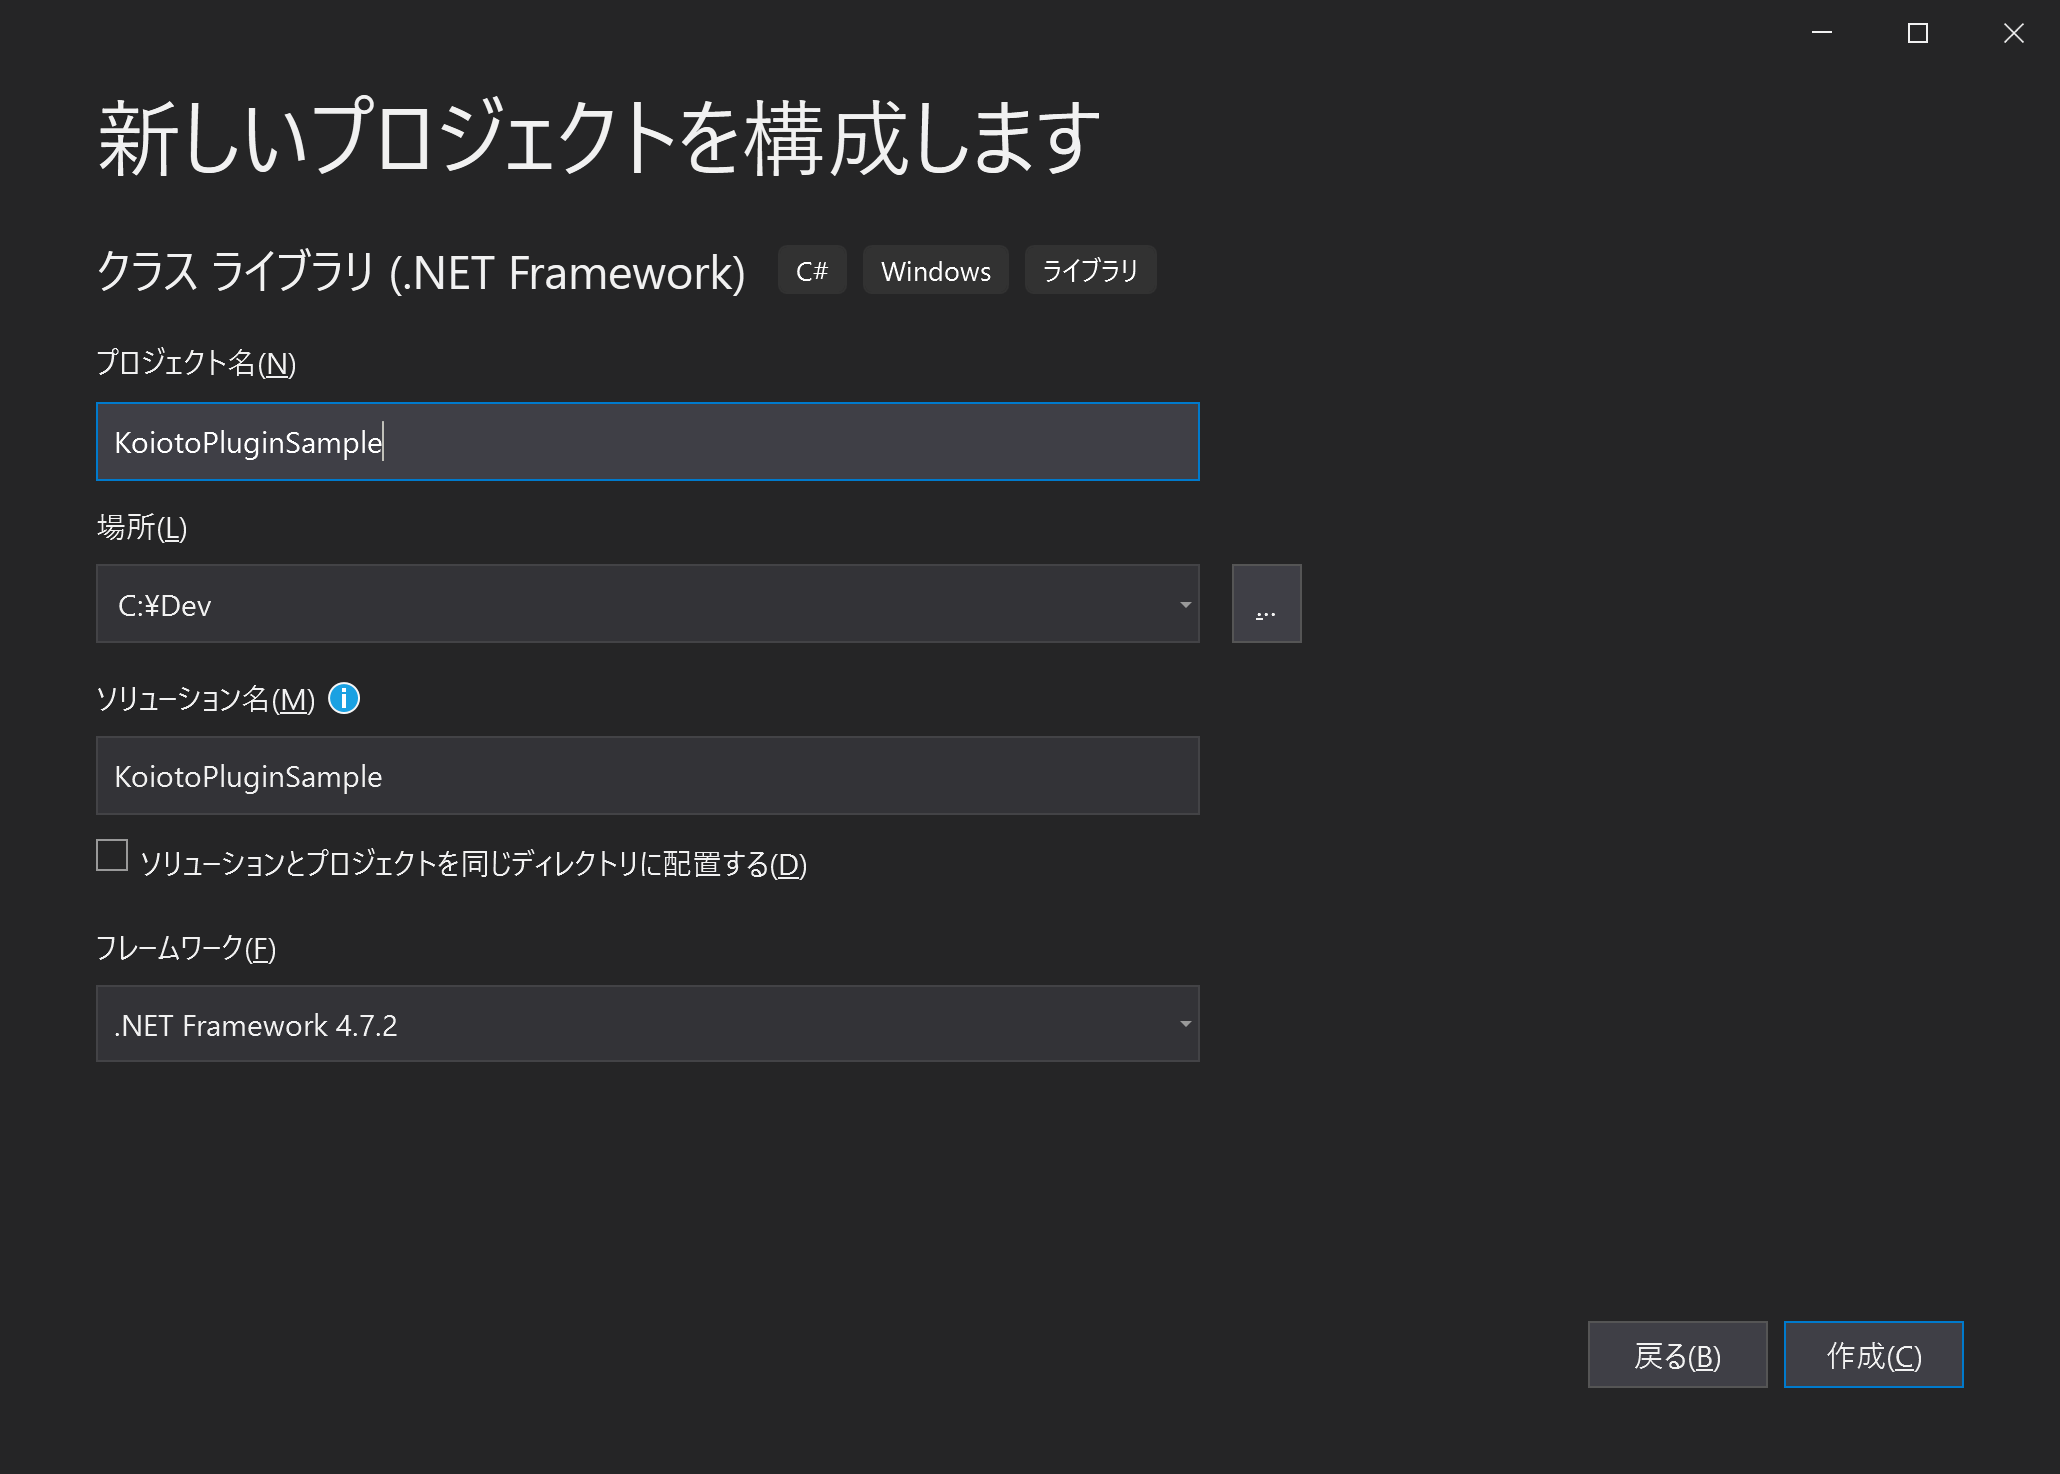 新しいプロジェクトを構成します
クラス ライブラリ (.NET Framework) C# Windows ライブラリ
プロジェクト名(N)
KoiotoPluginSample
場所(L)
C:¥Dev
...
ソリューション名(M)
KoiotoPluginSample
ソリューションとプロジェクトを同じディレクトリに配置する(D)
フレームワーク(F)
.NET Framework 4.7.2
戻る(B) 作成(C)